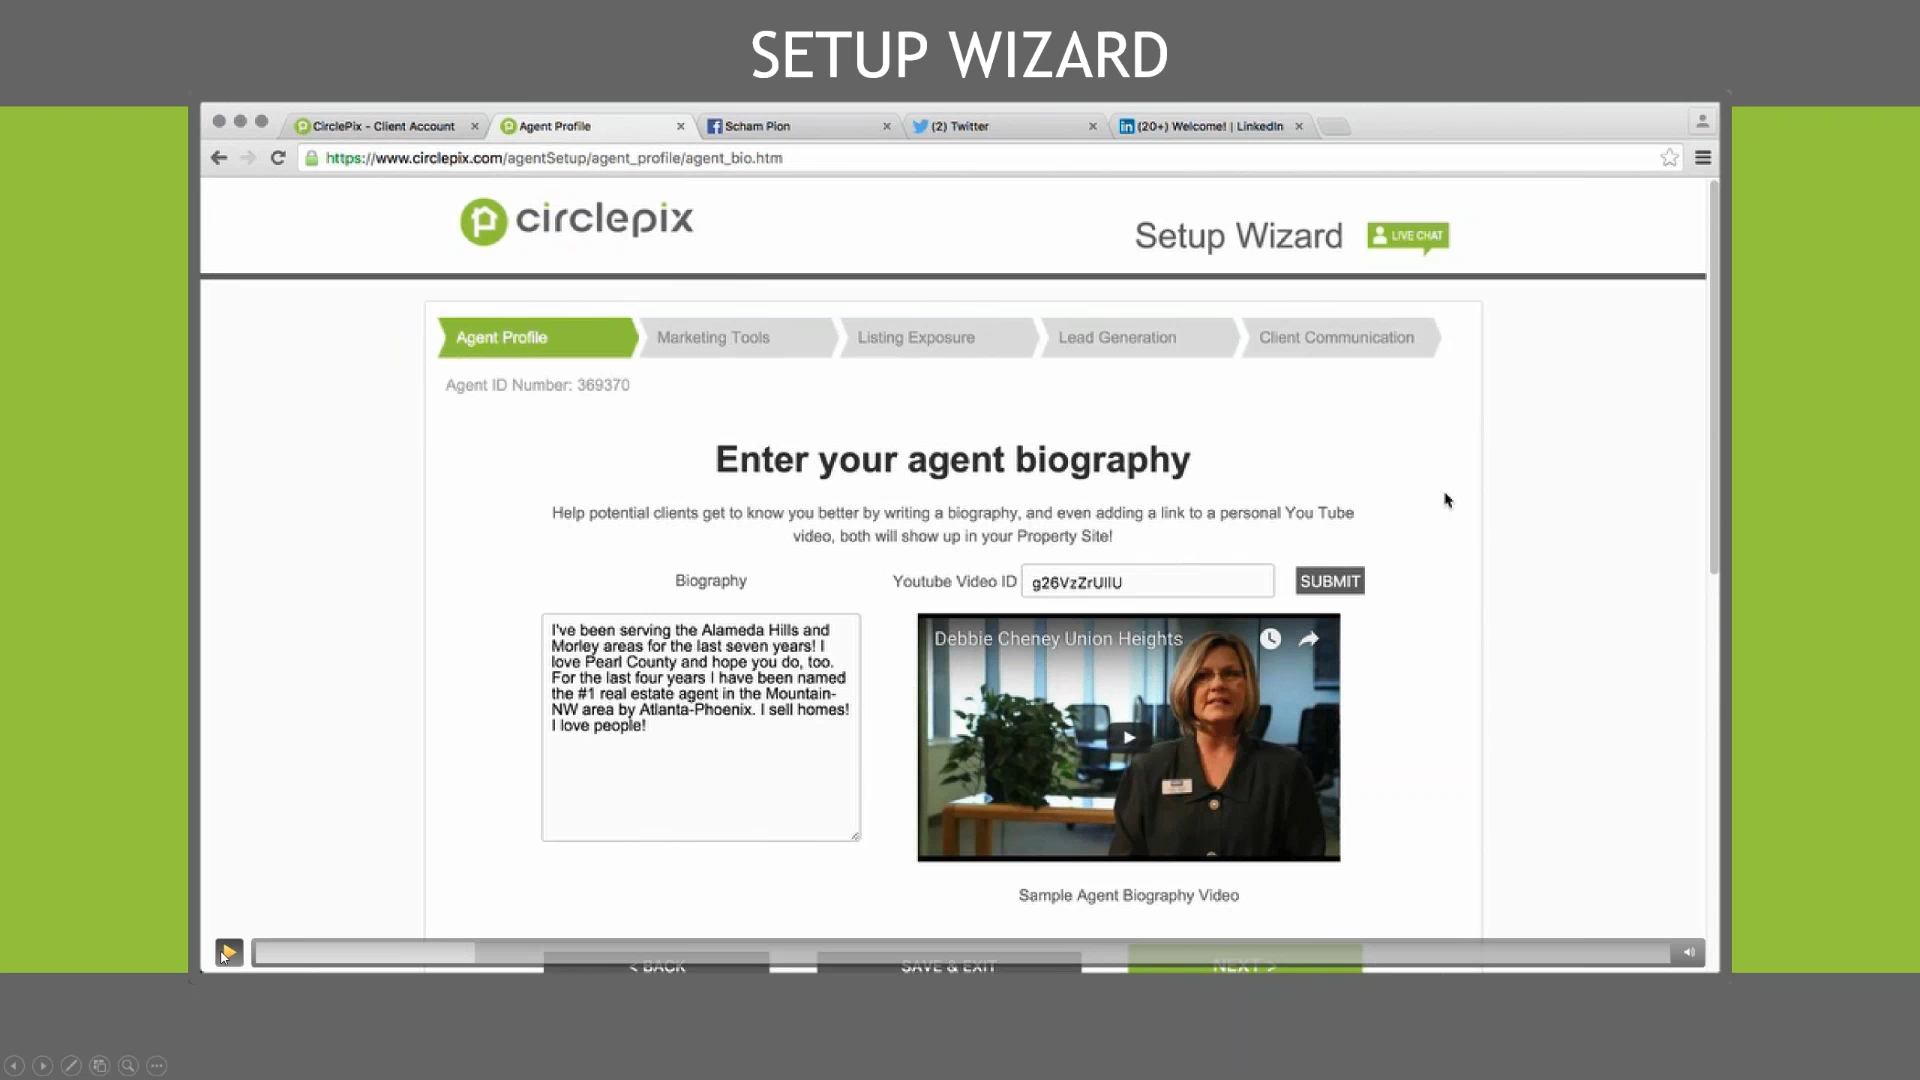 SETUP WIZARD
CirclePix - Client Account
Agent Profile
Scham Pion
(2) Twitter
in (20+) Welcome! | LinkedIn
https://www.circlepix.com/agentSetup/agent_profile/agent_bio.htm
circlepix
Setup Wizard
LIVE CHAT
Agent Profile
Marketing Tools
Listing Exposure
Lead Generation
Client Communication
Agent ID Number: 369370
Enter your agent biography
Help potential clients get to know you better by writing a biography, and even adding a link to a personal You Tube
video, both will show up in your Property Site!
Biography
Youtube Video ID
g26VzZrUIlU
SUBMIT
I've been serving the Alameda Hills and
Morley areas for the last seven years! I
love Pearl County and hope you do, too.
For the last four years I have been named
the #1 real estate agent in the Mountain-
NW area by Atlanta-Phoenix. I sell homes!
I love people!
Debbie Cheney Union Heights
Sample Agent Biography Video
< BACK
SAVE & EXIT
NEXT >